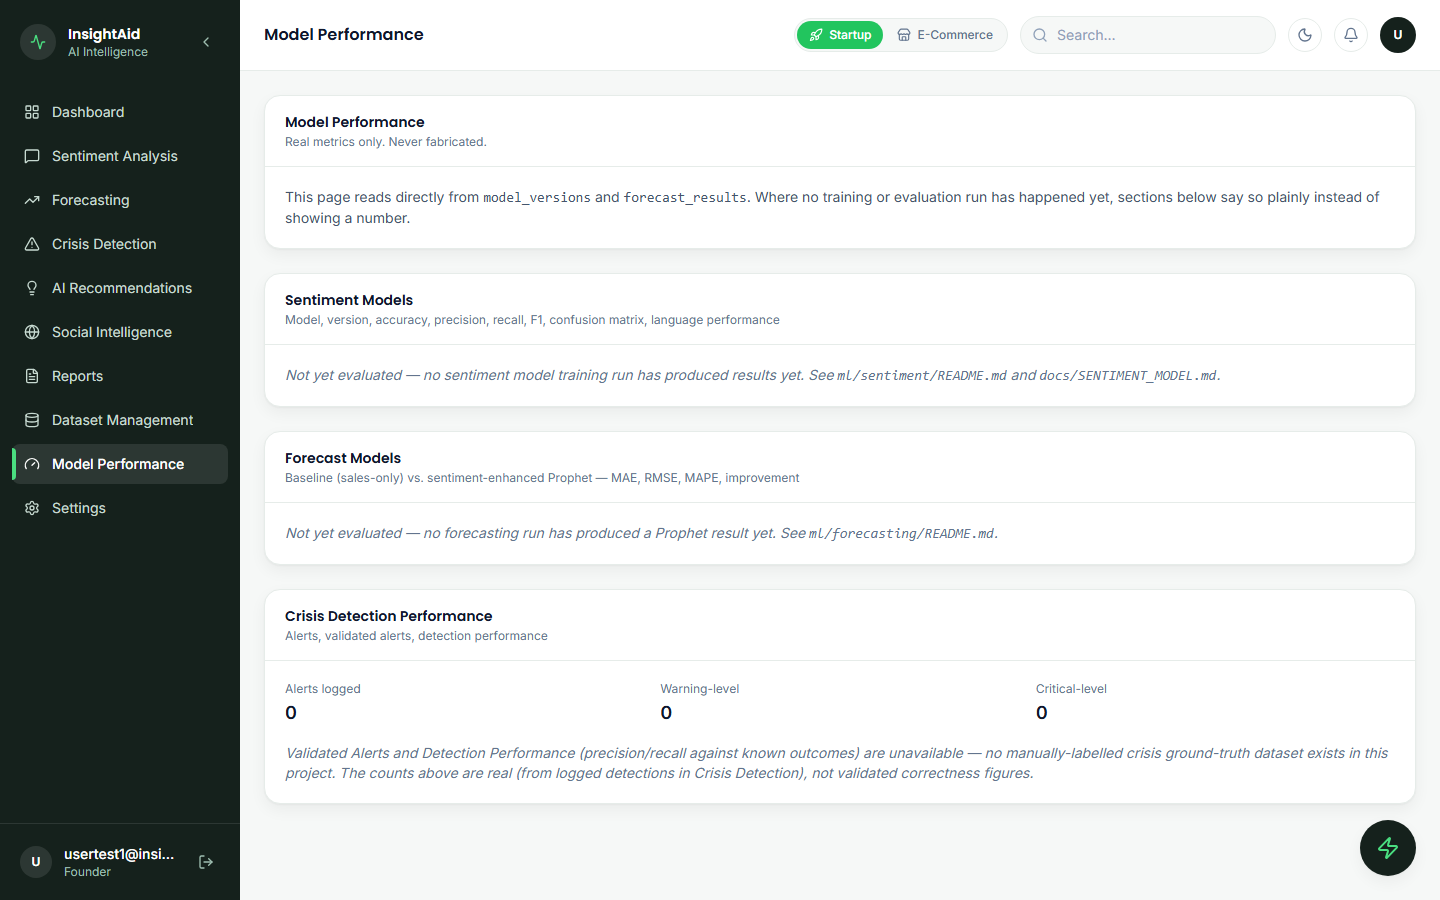 InsightAid
AI Intelligence
Dashboard
Sentiment Analysis
Forecasting
Crisis Detection
AI Recommendations
Social Intelligence
Reports
Dataset Management
Model Performance
Settings
U
usertest1@insi...
Founder
Model Performance
Startup
E-Commerce
Search...
U
Model Performance
Real metrics only. Never fabricated.
This page reads directly from model_versions and forecast_results. Where no training or evaluation run has happened yet, sections below say so plainly instead of
showing a number.
Sentiment Models
Model, version, accuracy, precision, recall, F1, confusion matrix, language performance
Not yet evaluated — no sentiment model training run has produced results yet. See ml/sentiment/README.md and docs/SENTIMENT_MODEL.md.
Forecast Models
Baseline (sales-only) vs. sentiment-enhanced Prophet — MAE, RMSE, MAPE, improvement
Not yet evaluated — no forecasting run has produced a Prophet result yet. See ml/forecasting/README.md.
Crisis Detection Performance
Alerts, validated alerts, detection performance
Alerts logged
0
Warning-level
0
Critical-level
0
Validated Alerts and Detection Performance (precision/recall against known outcomes) are unavailable — no manually-labelled crisis ground-truth dataset exists in this
project. The counts above are real (from logged detections in Crisis Detection), not validated correctness figures.